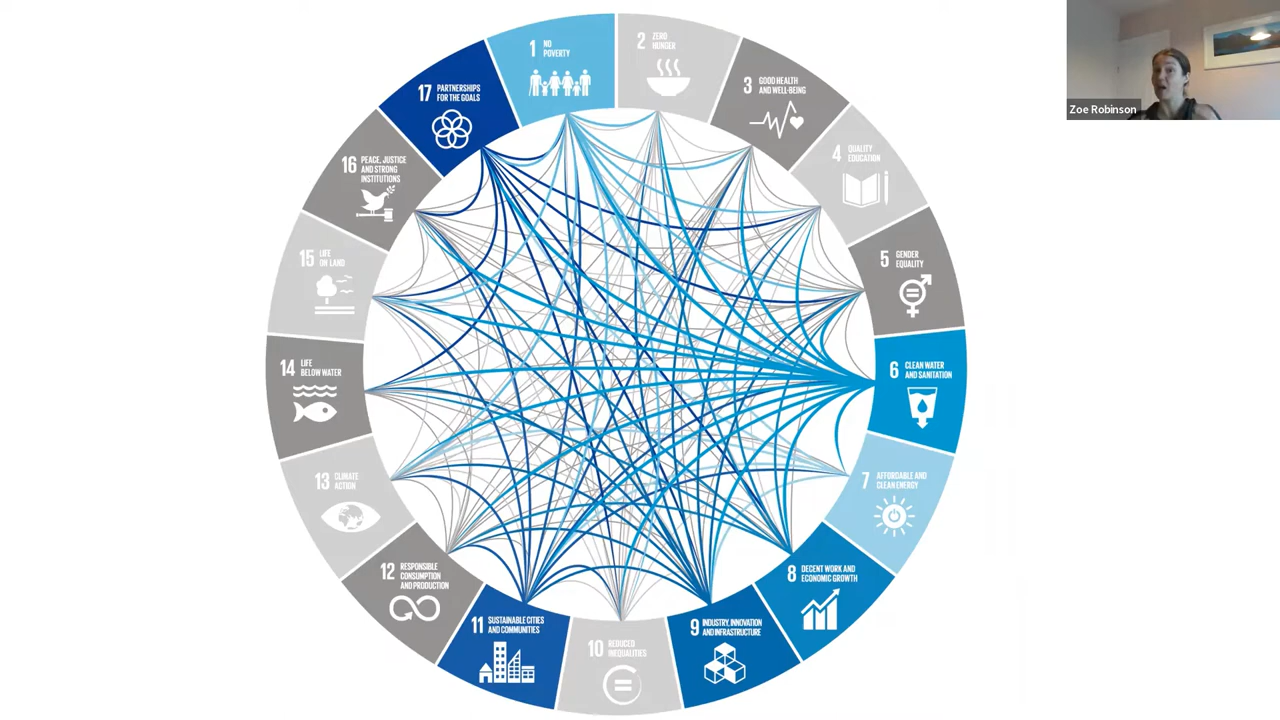 1 NO
POVERTY
2 ZERO
HUNGER
3 GOOD HEALTH
AND WELL-BEING
4 QUALITY
EDUCATION
5 GENDER
EQUALITY
6 CLEAN WATER
AND SANITATION
7 AFFORDABLE AND
CLEAN ENERGY
8 DECENT WORK AND
ECONOMIC GROWTH
9 INDUSTRY, INNOVATION
AND INFRASTRUCTURE
10 REDUCED
INEQUALITIES
11 SUSTAINABLE CITIES
AND COMMUNITIES
12 RESPONSIBLE
CONSUMPTION
AND PRODUCTION
13 CLIMATE
ACTION
14 LIFE
BELOW WATER
15 LIFE
ON LAND
16 PEACE, JUSTICE
AND STRONG
INSTITUTIONS
17 PARTNERSHIPS
FOR THE GOALS
Zoe Robinson